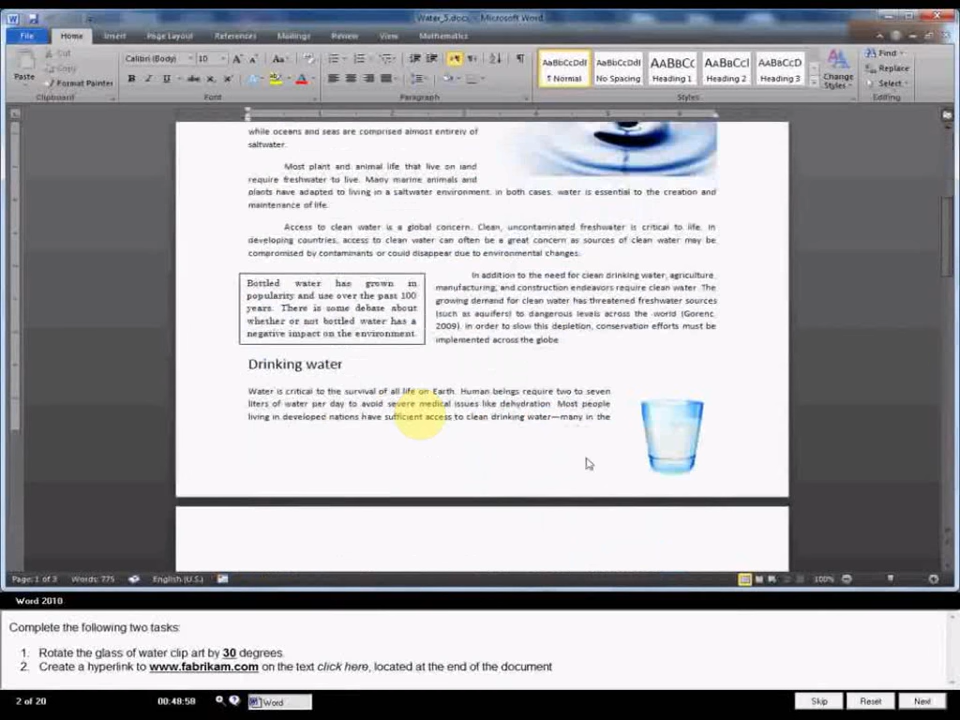 Water_5.docx - Microsoft Word
File Home Insert Page Layout References Mailings Review View Mathematics
Cut
Copy
Paste
Format Painter
Clipboard
Calibri (Body) 10
B I U
Font
Paragraph
AaBbCcDdI AaBbCcDdI AaBbC( AaBbCcI AaBbCcD
¶ Normal No Spacing Heading 1 Heading 2 Heading 3
Change Styles
Styles
Find
Replace
Select
Editing
while oceans and seas are comprised almost entirely of
saltwater.
Most plant and animal life that live on land
require freshwater to live. Many marine animals and
plants have adapted to living in a saltwater environment. In both cases, water is essential to the creation and
maintenance of life.
Access to clean water is a global concern. Clean, uncontaminated freshwater is critical to life. In
developing countries, access to clean water can often be a great concern as sources of clean water may be
compromised by contaminants or could disappear due to environmental changes.
Bottled water has grown in
popularity and use over the past 100
years. There is some debate about
whether or not bottled water has a
negative impact on the environment.
In addition to the need for clean drinking water, agriculture,
manufacturing, and construction endeavors require clean water. The
growing demand for clean water has threatened freshwater sources
(such as aquifers) to dangerous levels across the world (Gorenc,
2009). In order to slow this depletion, conservation efforts must be
implemented across the globe
Drinking water
Water is critical to the survival of all life on Earth. Human beings require two to seven
liters of water per day to avoid severe medical issues like dehydration. Most people
living in developed nations have sufficient access to clean drinking water—many in the
Page: 1 of 3 Words: 775 English (U.S.) 100%
Word 2010
Complete the following two tasks:
1. Rotate the glass of water clip art by 30 degrees.
2. Create a hyperlink to www.fabrikam.com on the text click here, located at the end of the document
2 of 20 00:48:58 Word Skip Reset Next